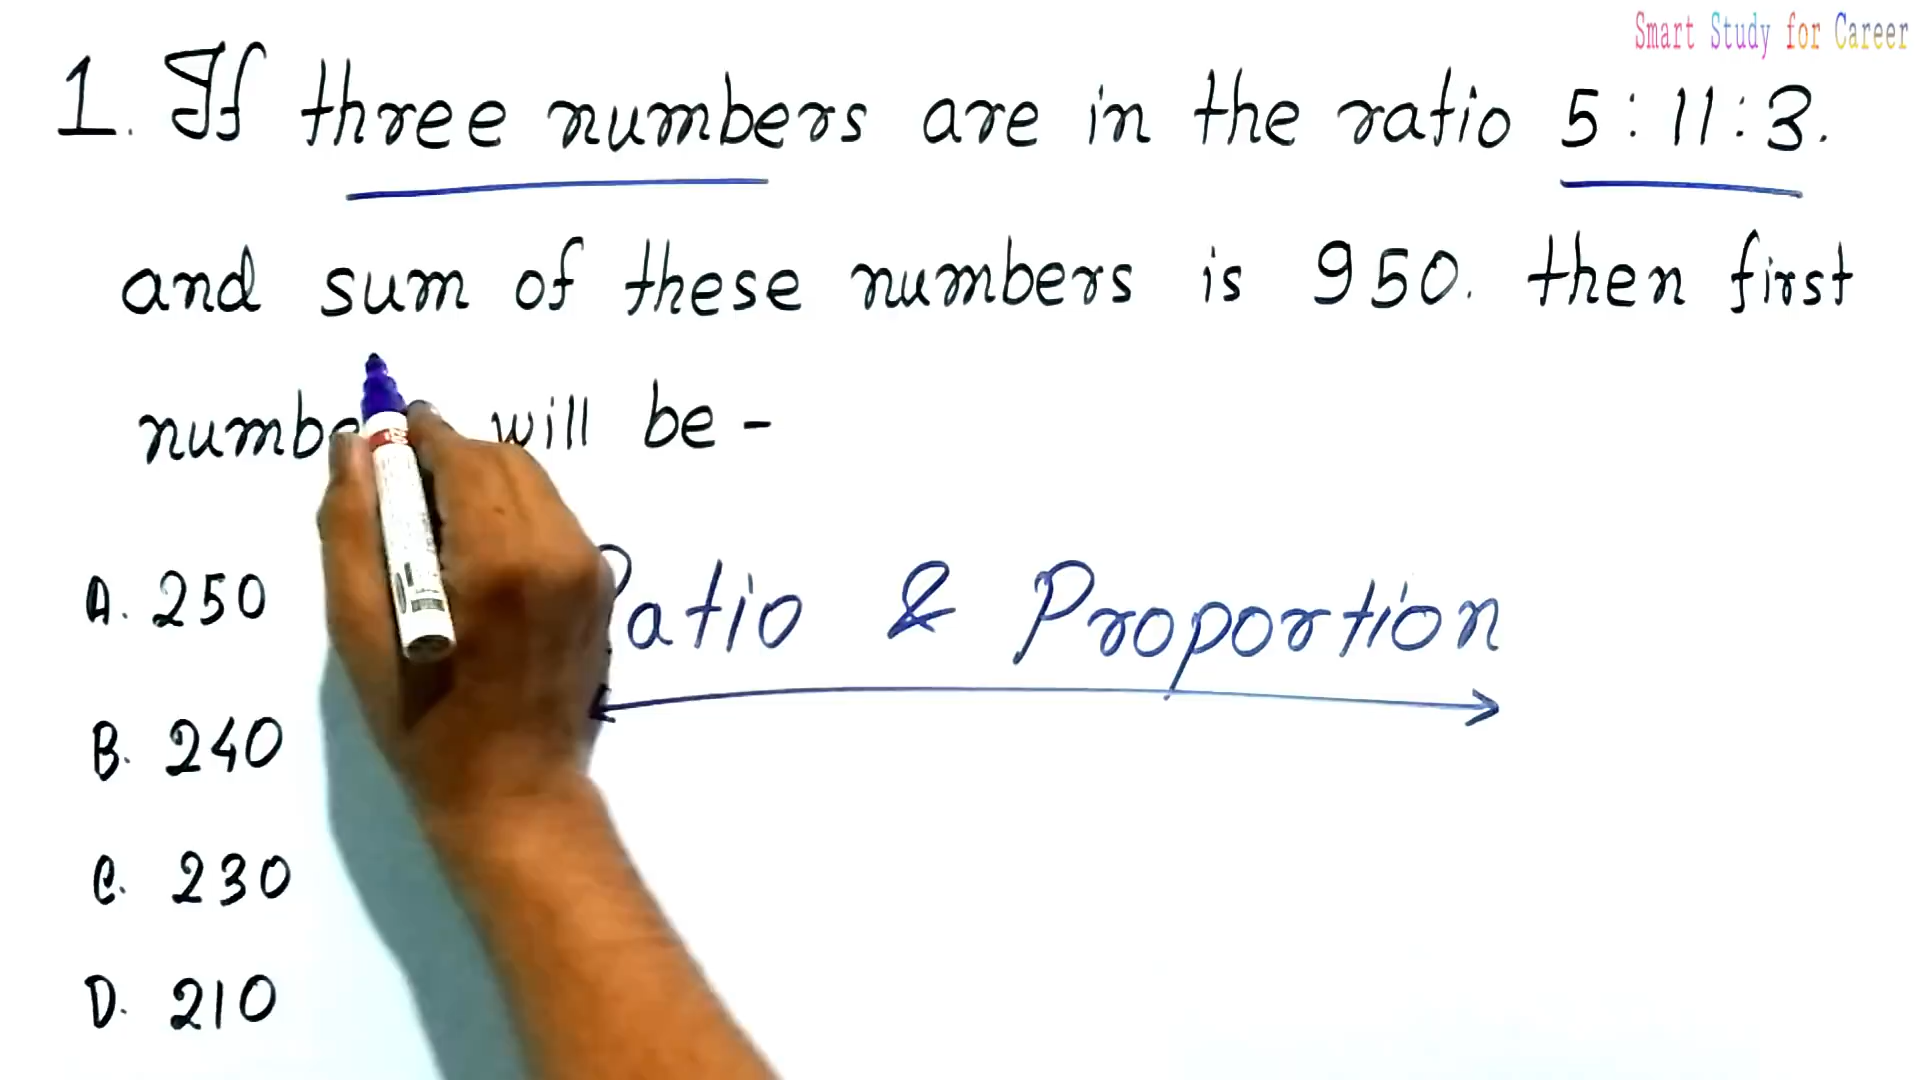 Smart Study for Career
1. If three numbers are in the ratio 5:11:3.
and sum of these numbers is 950. then first
will be -
A. 250
Ratio & Proportion
B. 240
C. 230
D. 210